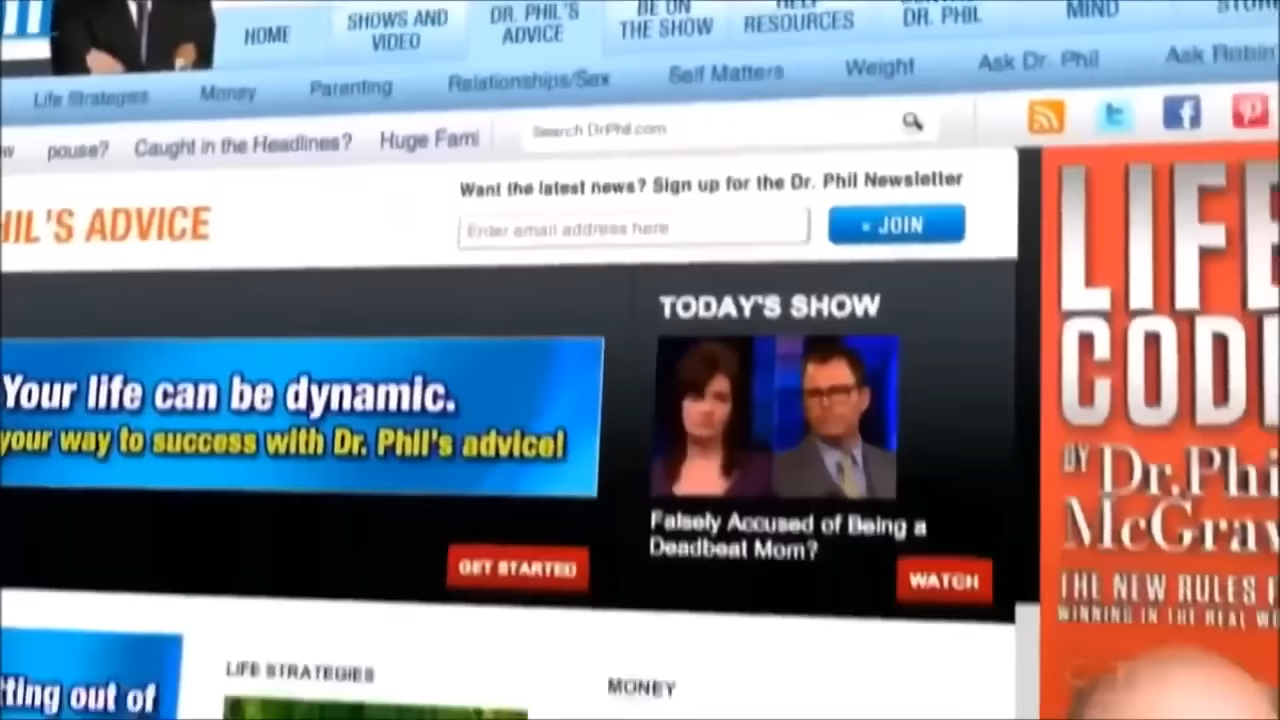 HOME
SHOWS AND
VIDEO
DR. PHIL'S
ADVICE
BE ON
THE SHOW
HELP
RESOURCES
DR. PHIL
MIND
Life Strategies
Money
Parenting
Relationships/Sex
Self Matters
Weight
Ask Dr. Phil
Ask Robin
pouse?
Caught in the Headlines?
Huge Fami
Search DrPhil.com
Want the latest news? Sign up for the Dr. Phil Newsletter
Enter email address here
» JOIN
HIL'S ADVICE
TODAY'S SHOW
Your life can be dynamic.
your way to success with Dr. Phil's advice!
Falsely Accused of Being a
Deadbeat Mom?
GET STARTED
WATCH
LIFE
CODE
BY Dr.Phi
McGraw
THE NEW RULES
WINNING IN THE REAL W
tting out of
LIFE STRATEGIES
MONEY